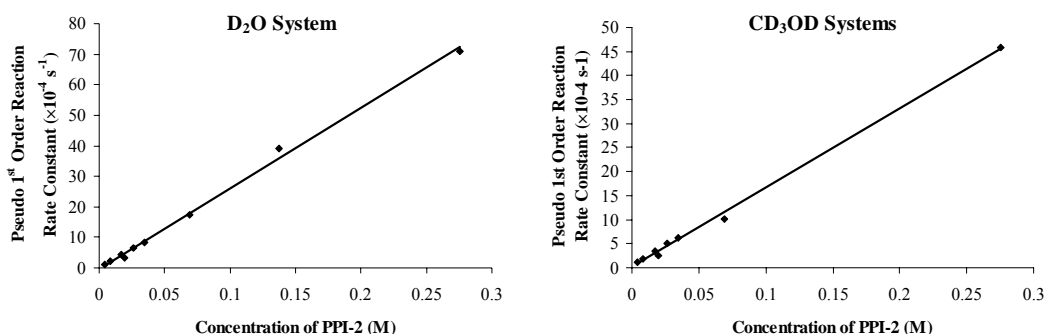 D₂O System
Pseudo 1ˢᵗ Order Reaction
Rate Constant (×10⁻⁴ s⁻¹)
80
70
60
50
40
30
20
10
0
0 0.05 0.1 0.15 0.2 0.25 0.3
Concentration of PPI-2 (M)
CD₃OD Systems
Pseudo 1st Order Reaction
Rate Constant (×10-4 s-1)
50
45
40
35
30
25
20
15
10
5
0
0 0.05 0.1 0.15 0.2 0.25 0.3
Concentration of PPI-2 (M)